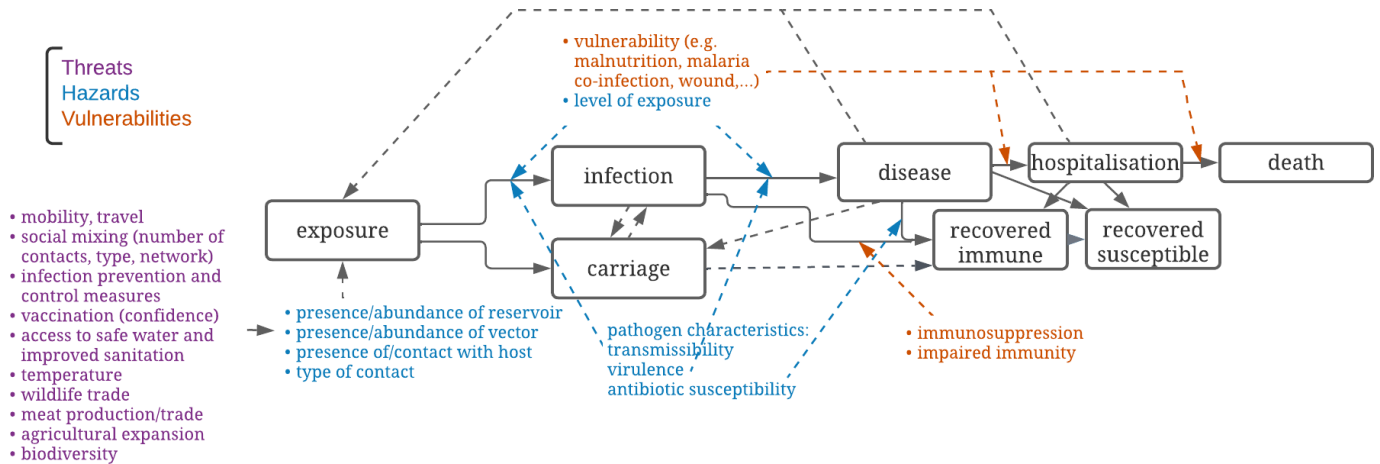 Threats
Hazards
Vulnerabilities
• vulnerability (e.g.
malnutrition, malaria
co-infection, wound,...)
• level of exposure
infection
disease
hospitalisation
death
exposure
carriage
recovered
immune
recovered
susceptible
• mobility, travel
• social mixing (number of
contacts, type, network)
• infection prevention and
control measures
• vaccination (confidence)
• access to safe water and
improved sanitation
• temperature
• wildlife trade
• meat production/trade
• agricultural expansion
• biodiversity
• presence/abundance of reservoir
• presence/abundance of vector
• presence of/contact with host
• type of contact
pathogen characteristics:
transmissibility
virulence
antibiotic susceptibility
• immunosuppression
• impaired immunity